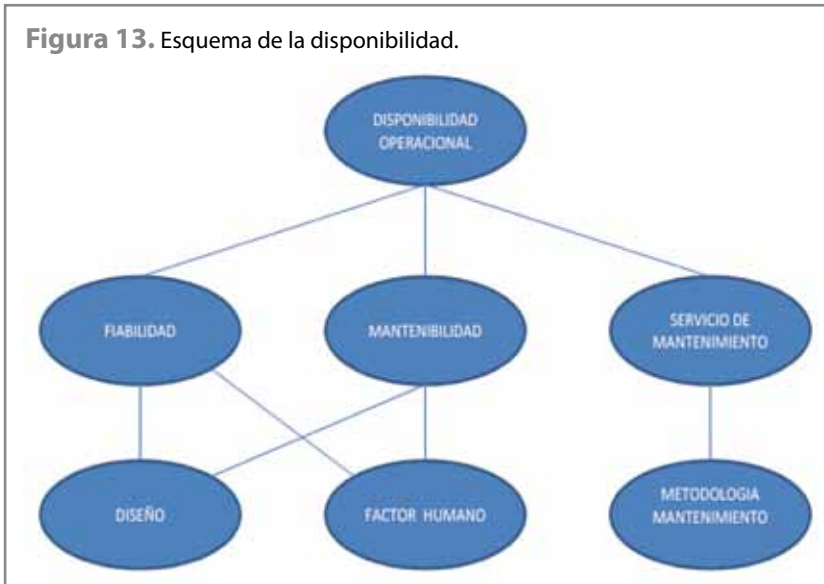 Figura 13. Esquema de la disponibilidad.
DISPONIBILIDAD
OPERACIONAL
FIABILIDAD
MANTENIBILIDAD
SERVICIO DE
MANTENIMIENTO
DISEÑO
FACTOR HUMANO
METODOLOGIA
MANTENIMIENTO